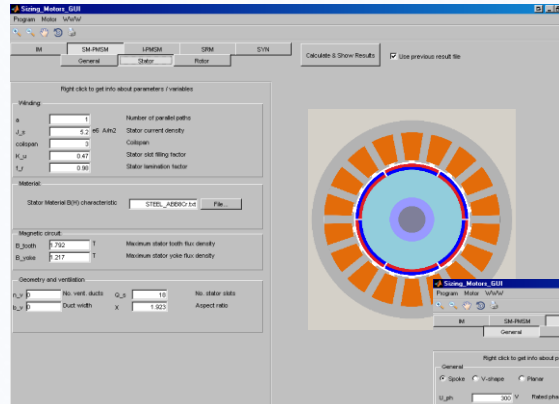 Sizing_Motors_GUI
Program Motor WWW
IM SM-PMSM I-PMSM SRM SYN
General Stator Rotor
Calculate & Show Results
Use previous result file
Right click to get info about parameters / variables
Winding:
a 1 Number of parallel paths
J_s 5.2 e6 A/m2 Stator current density
coilspan 3 Coilspan
K_u 0.47 Stator slot filling factor
f_r 0.90 Stator lamination factor
Material:
Stator Material B(H) characteristic STEEL_ABB8Cr.txt File...
Magnetic circuit:
B_tooth 1.792 T Maximum stator tooth flux density
B_yoke 1.217 T Maximum stator yoke flux density
Geometry and ventilation
n_v 0 No. vent. ducts Q_s 18 No. stator slots
b_v 0 Duct width X 1.923 Aspect ratio
Sizing_Motors_GUI
Program Motor WWW
IM SM-PMSM
General
Right click to get info about p
General
Spoke V-shape Planar
U_ph 300 V Rated pha